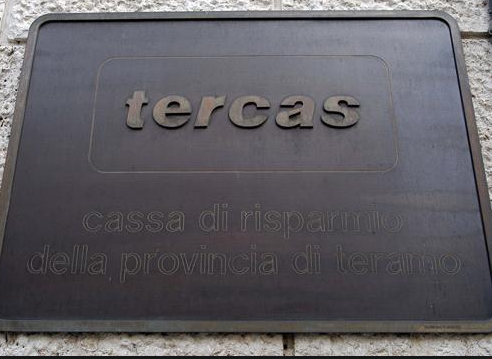 tercas
cassa di risparmio
della provincia di teramo